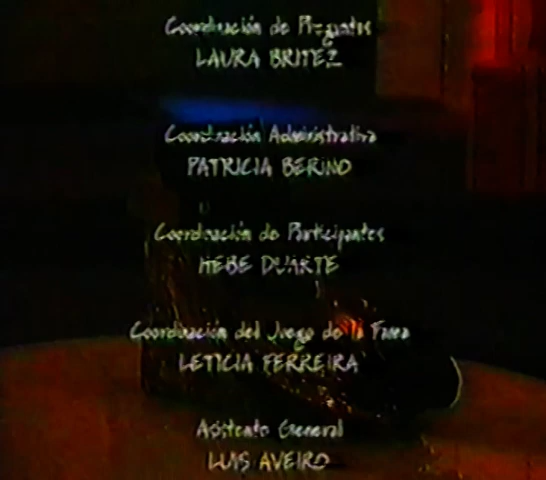 Coordinación de Preguntas
LAURA BRITEZ
Coordinación Administrativa
PATRICIA BERINO
Coordinación de Participantes
HEBE DUARTE
Coordinación del Juego de la Fama
LETICIA FERREIRA
Asistente General
LUIS AVEIRO